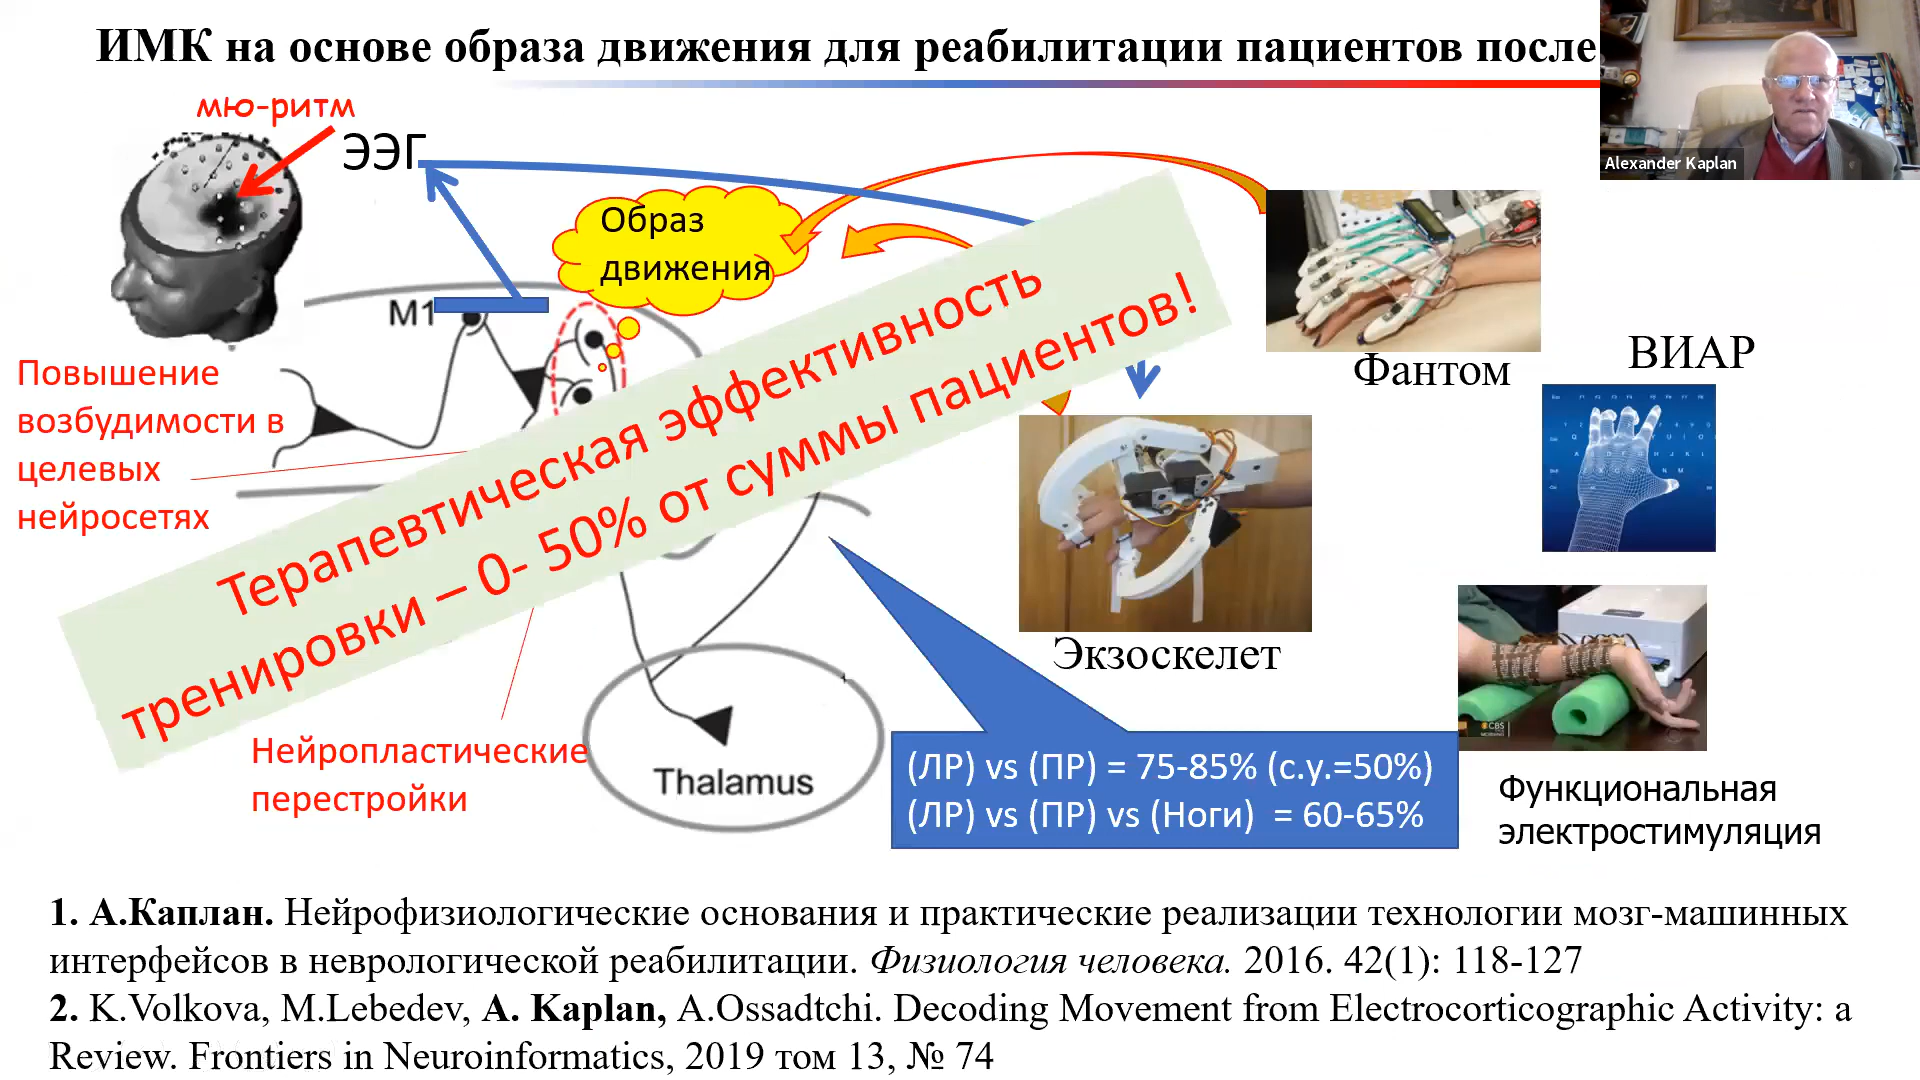 ИМК на основе образа движения для реабилитации пациентов после
Alexander Kaplan
мю-ритм
ЭЭГ
Образ
движения
M1
Фантом
ВИАР
Повышение
возбудимости в
целевых
нейросетях
Терапевтическая эффективность
тренировки – 0- 50% от суммы пациентов!
Экзоскелет
Нейропластические
перестройки
Thalamus
(ЛР) vs (ПР) = 75-85% (с.у.=50%)
(ЛР) vs (ПР) vs (Ноги) = 60-65%
CBS
Функциональная
электростимуляция
1. А.Каплан. Нейрофизиологические основания и практические реализации технологии мозг-машинных
интерфейсов в неврологической реабилитации. Физиология человека. 2016. 42(1): 118-127
2. K.Volkova, M.Lebedev, A. Kaplan, A.Ossadtchi. Decoding Movement from Electrocorticographic Activity: a
Review. Frontiers in Neuroinformatics, 2019 том 13, № 74